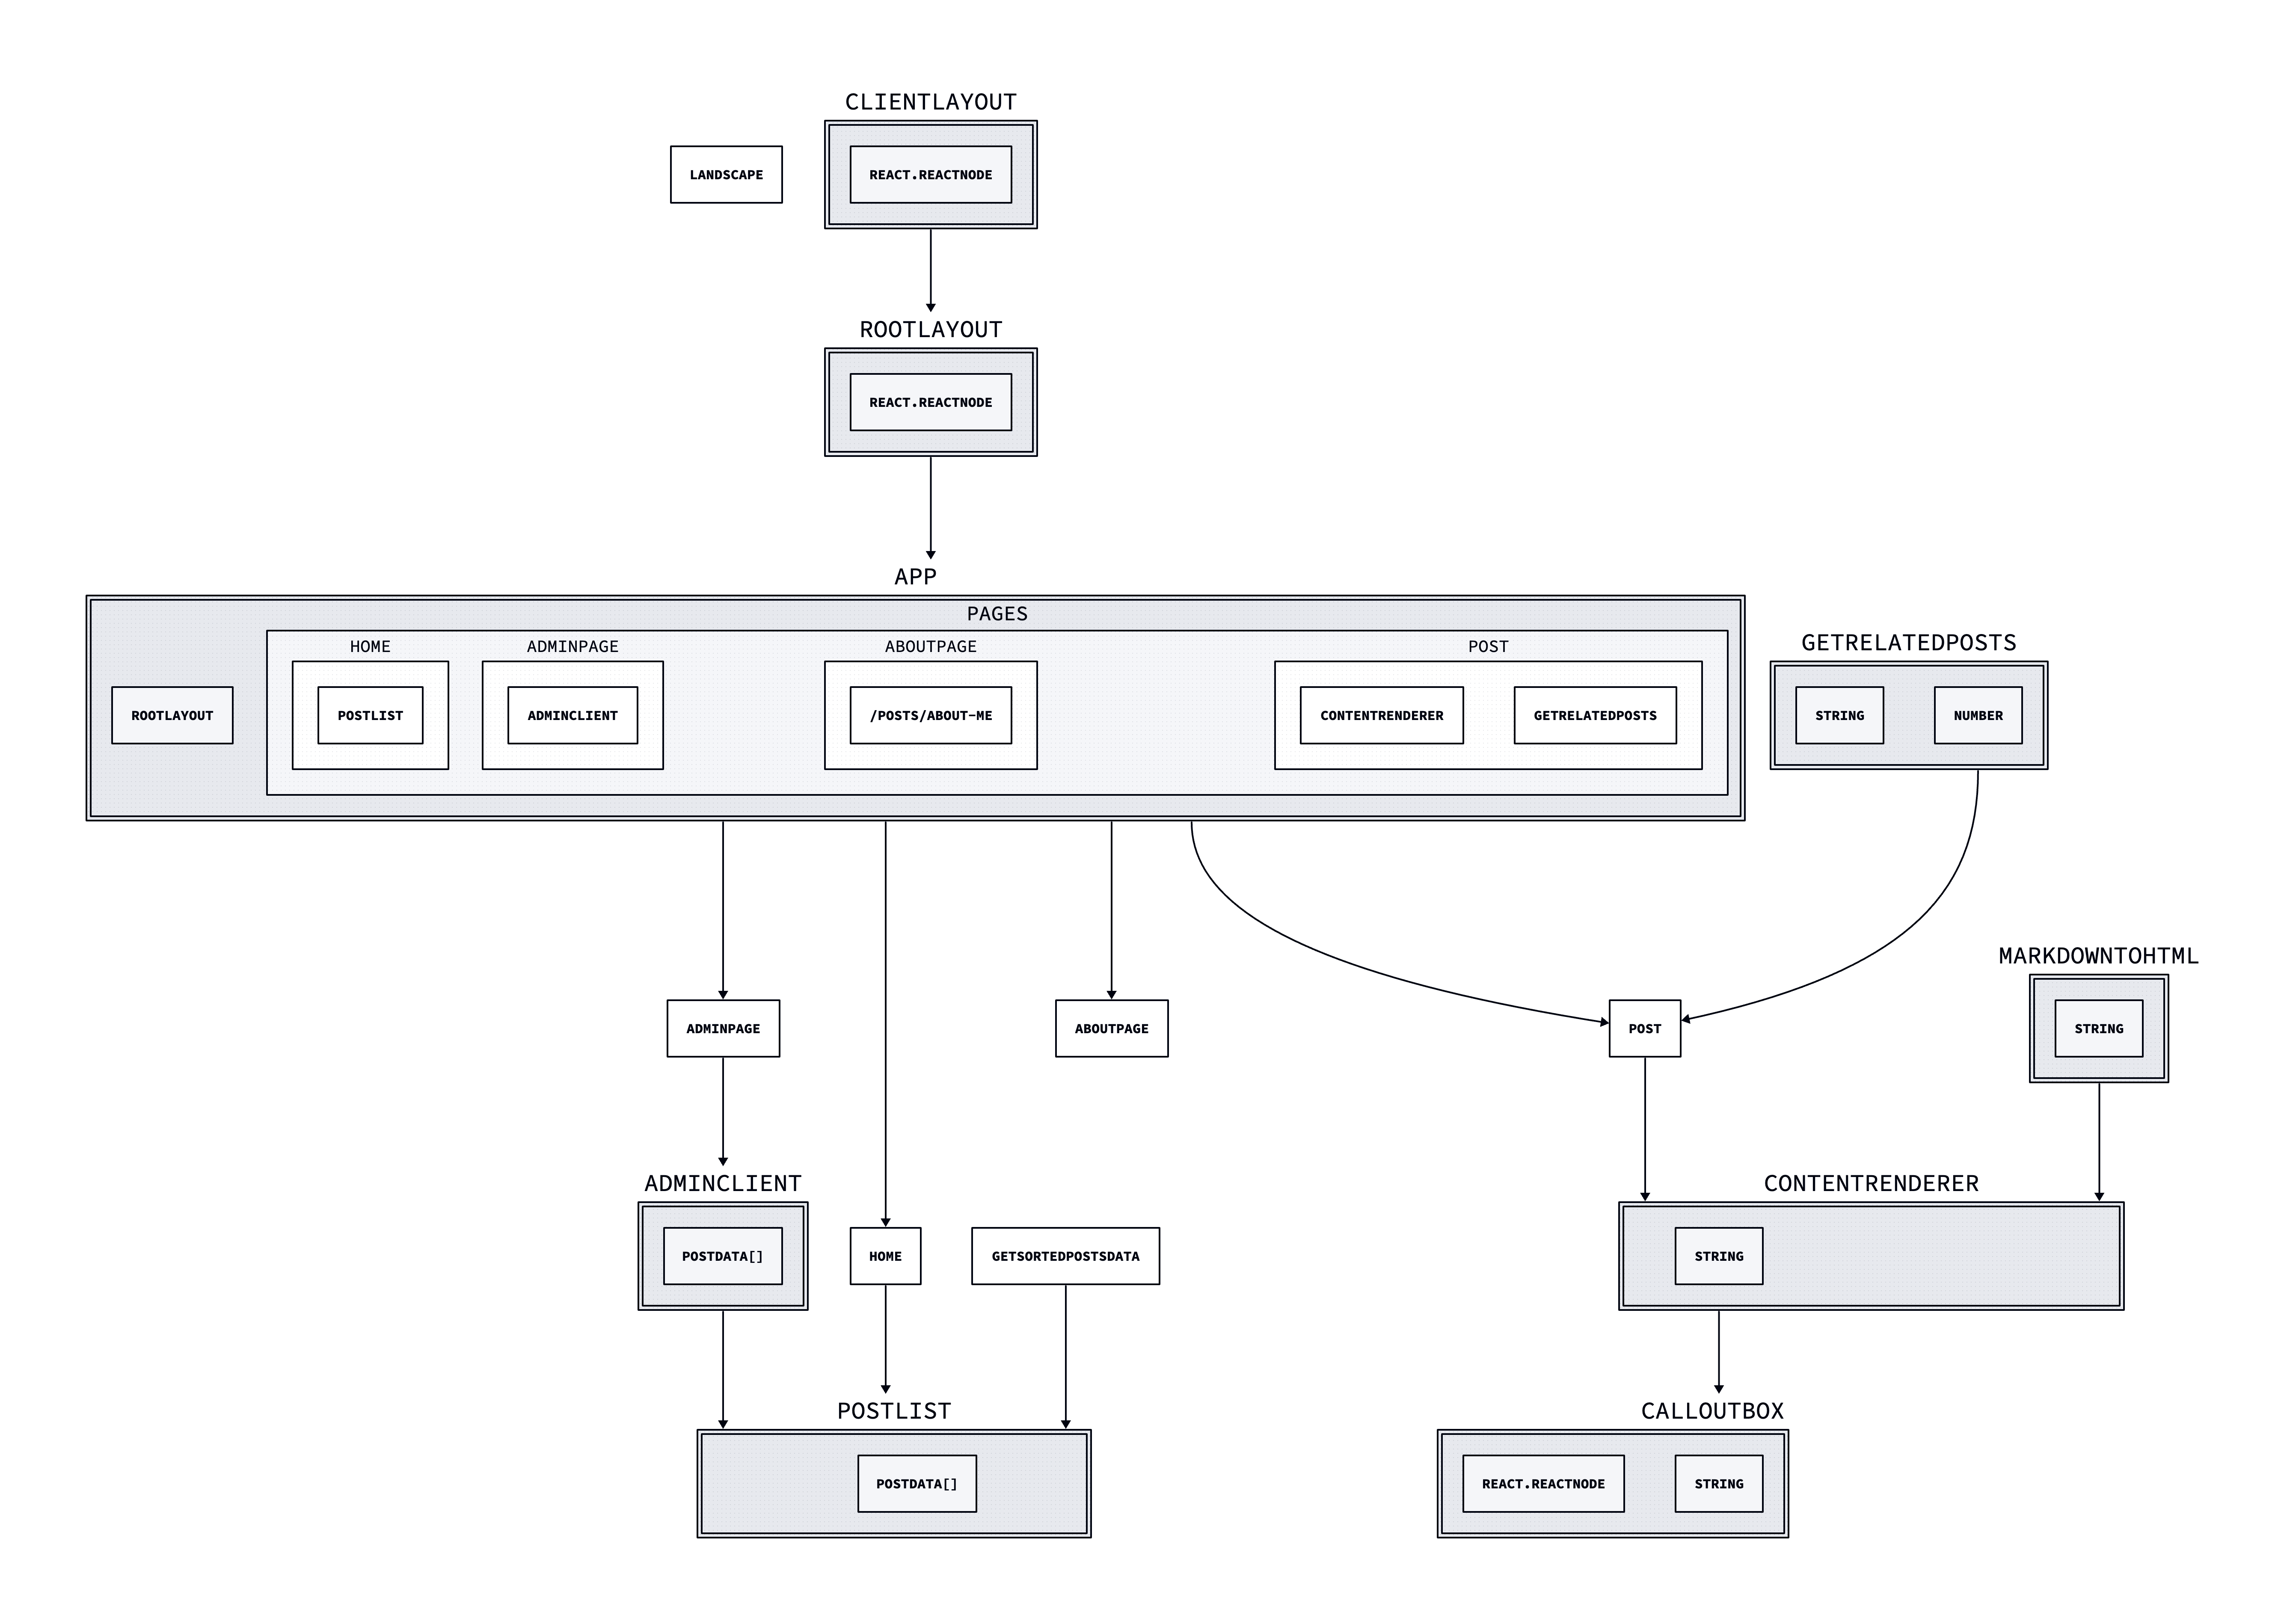 CLIENTLAYOUT
LANDSCAPE
REACT.REACTNODE
ROOTLAYOUT
REACT.REACTNODE
APP
PAGES
HOME
ADMINPAGE
ABOUTPAGE
POST
GETRELATEDPOSTS
ROOTLAYOUT
POSTLIST
ADMINCLIENT
/POSTS/ABOUT-ME
CONTENTRENDERER
GETRELATEDPOSTS
STRING
NUMBER
MARKDOWNTOHTML
ADMINPAGE
ABOUTPAGE
POST
STRING
ADMINCLIENT
CONTENTRENDERER
POSTDATA[]
HOME
GETSORTEDPOSTSDATA
STRING
POSTLIST
CALLOUTBOX
POSTDATA[]
REACT.REACTNODE
STRING